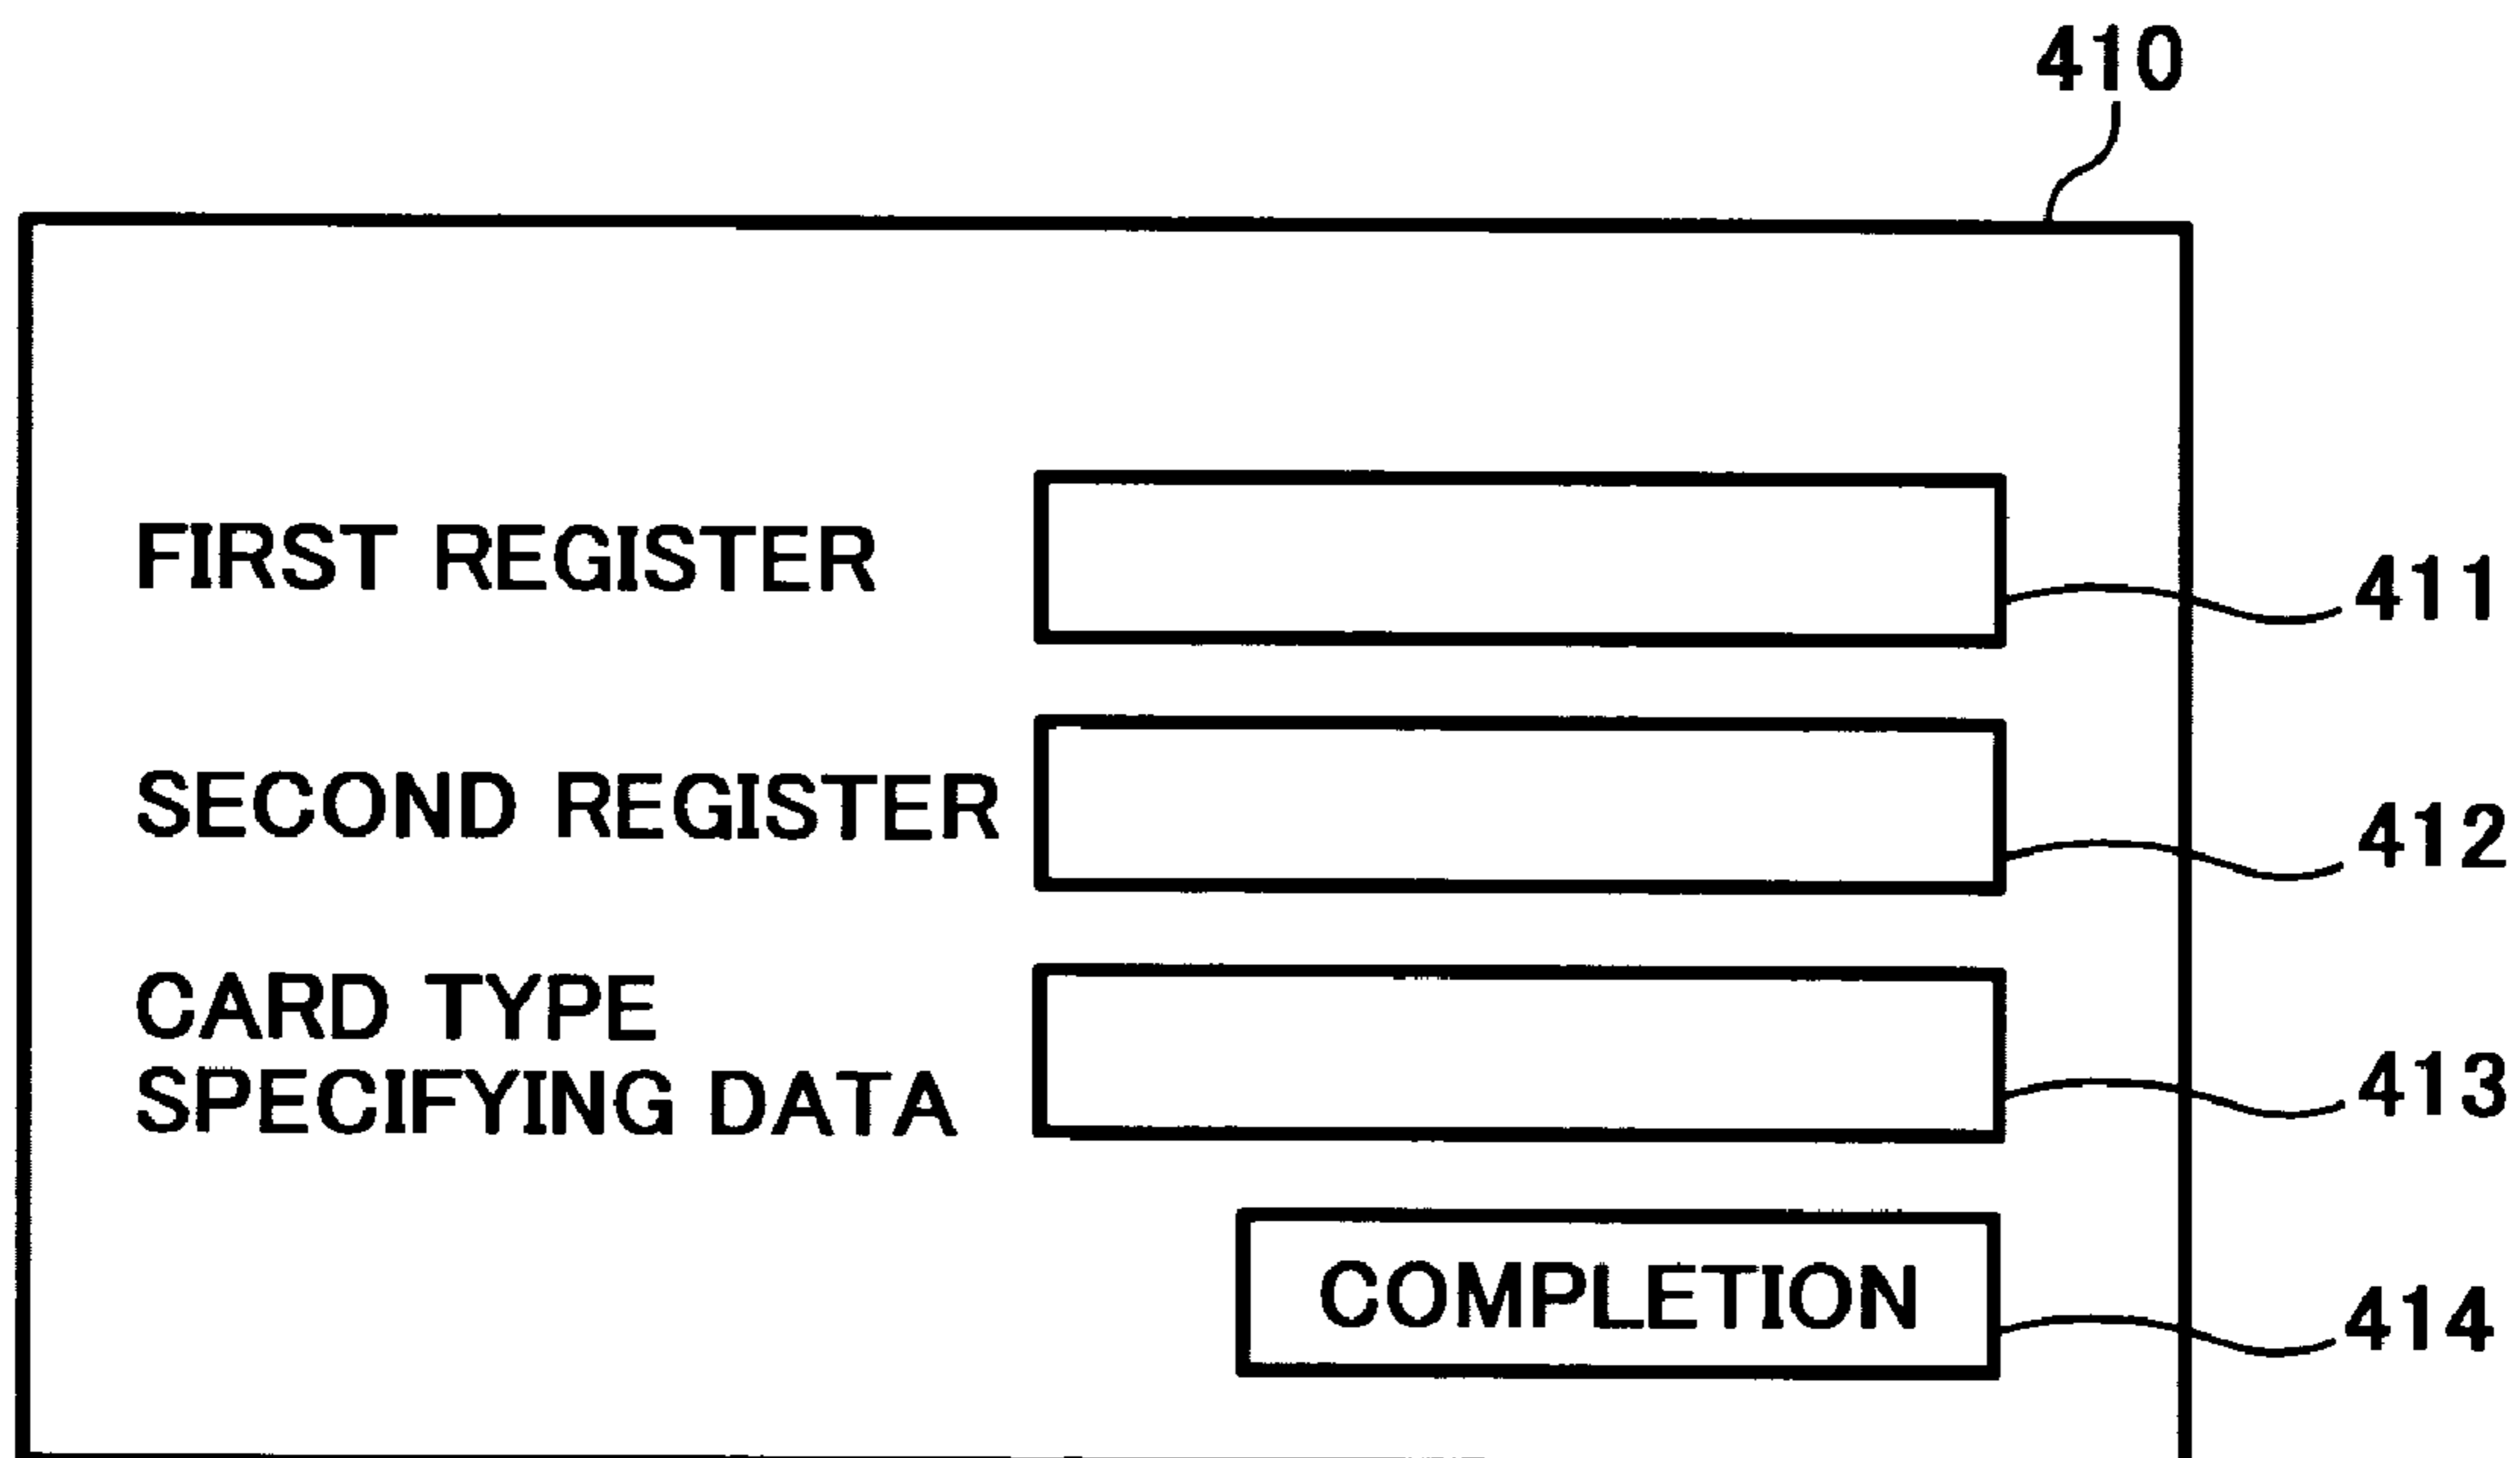 410
FIRST REGISTER
411
SECOND REGISTER
412
CARD TYPE
SPECIFYING DATA
413
COMPLETION
414